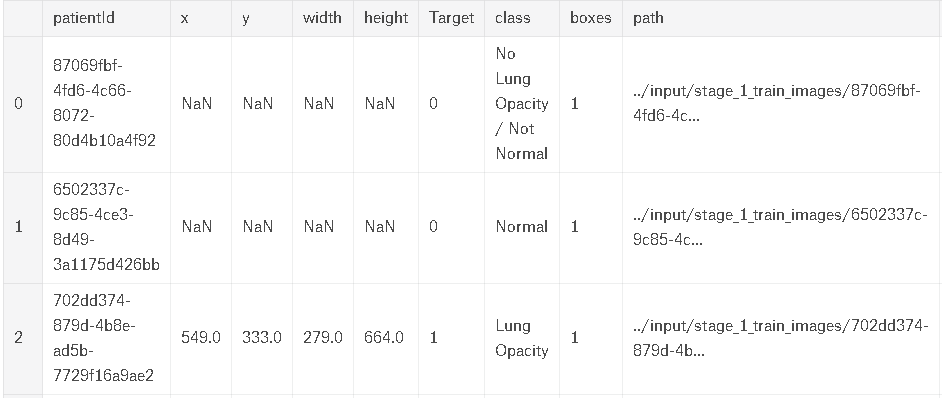 patientId x y width height Target class boxes path
0 87069fbf-4fd6-4c66-8072-80d4b10a4f92 NaN NaN NaN NaN 0 No Lung Opacity / Not Normal 1 ../input/stage_1_train_images/87069fbf-4fd6-4c...
1 6502337c-9c85-4ce3-8d49-3a1175d426bb NaN NaN NaN NaN 0 Normal 1 ../input/stage_1_train_images/6502337c-9c85-4c...
2 702dd374-879d-4b8e-ad5b-7729f16a9ae2 549.0 333.0 279.0 664.0 1 Lung Opacity 1 ../input/stage_1_train_images/702dd374-879d-4b...